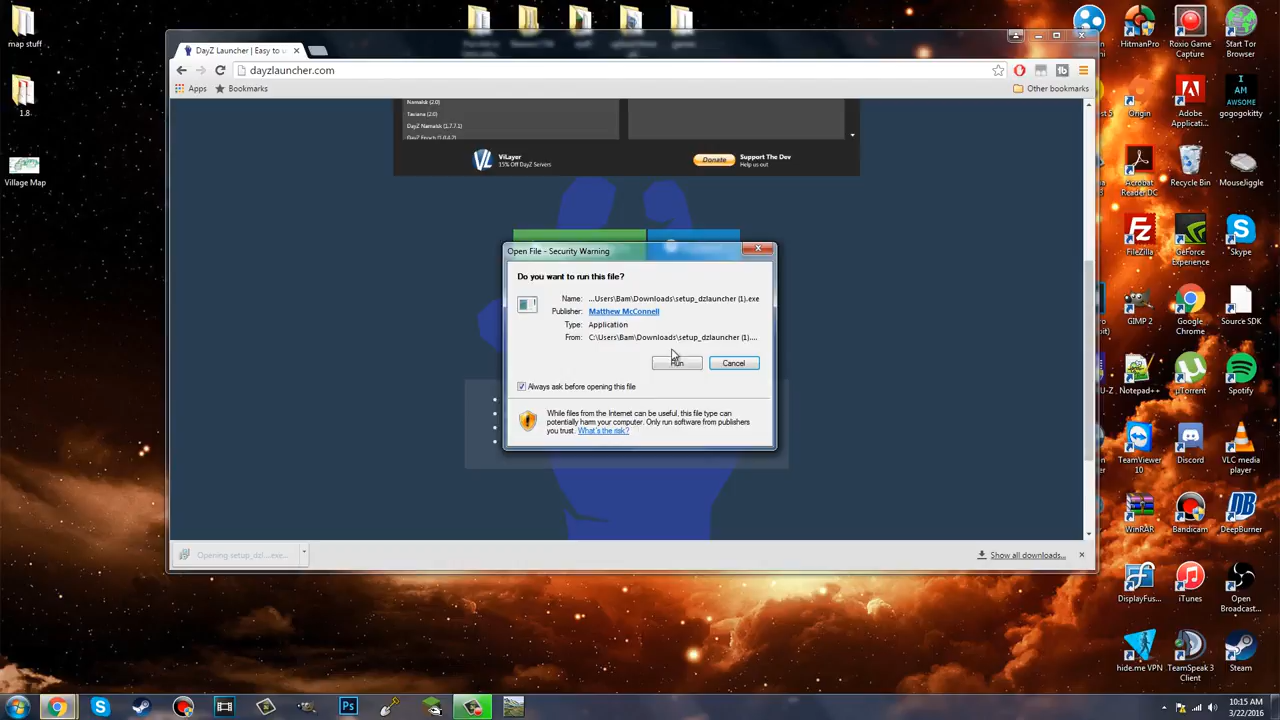 map stuff
1.8
Village Map
DayZ Launcher | Easy to u
dayzlauncher.com
Apps
Bookmarks
Other bookmarks
Namalsk (2.0)
Taviana (2.0)
DayZ Namalsk (1.7.7.1)
ViLayer
15% Off DayZ Servers
Donate
Support The Dev
Help us out
Open File - Security Warning
Do you want to run this file?
Name: ...Users\Bam\Downloads\setup_dzlauncher (1).exe
Publisher: Matthew McConnell
Type: Application
From: C:\Users\Bam\Downloads\setup_dzlauncher (1)....
Run
Cancel
Always ask before opening this file
While files from the Internet can be useful, this file type can
potentially harm your computer. Only run software from publishers
you trust. What's the risk?
Opening setup_dzl....exe...
Show all downloads...
HitmanPro
Roxio Game
Capture
Start Tor
Browser
Origin
Adobe
Applicati...
I
AM
AWSOME
gogogokitty
Acrobat
Reader DC
Recycle Bin
MouseJiggle
FileZilla
GeForce
Experience
Skype
GIMP 2
Google
Chrome
Source SDK
U-Z
Notepad++
µTorrent
Spotify
TeamViewer
10
Discord
VLC media
player
WinRAR
Bandicam
DeepBurner
DisplayFus...
iTunes
Open
Broadcast...
hide.me VPN
TeamSpeak 3
Client
Steam
Ps
10:15 AM
3/22/2016